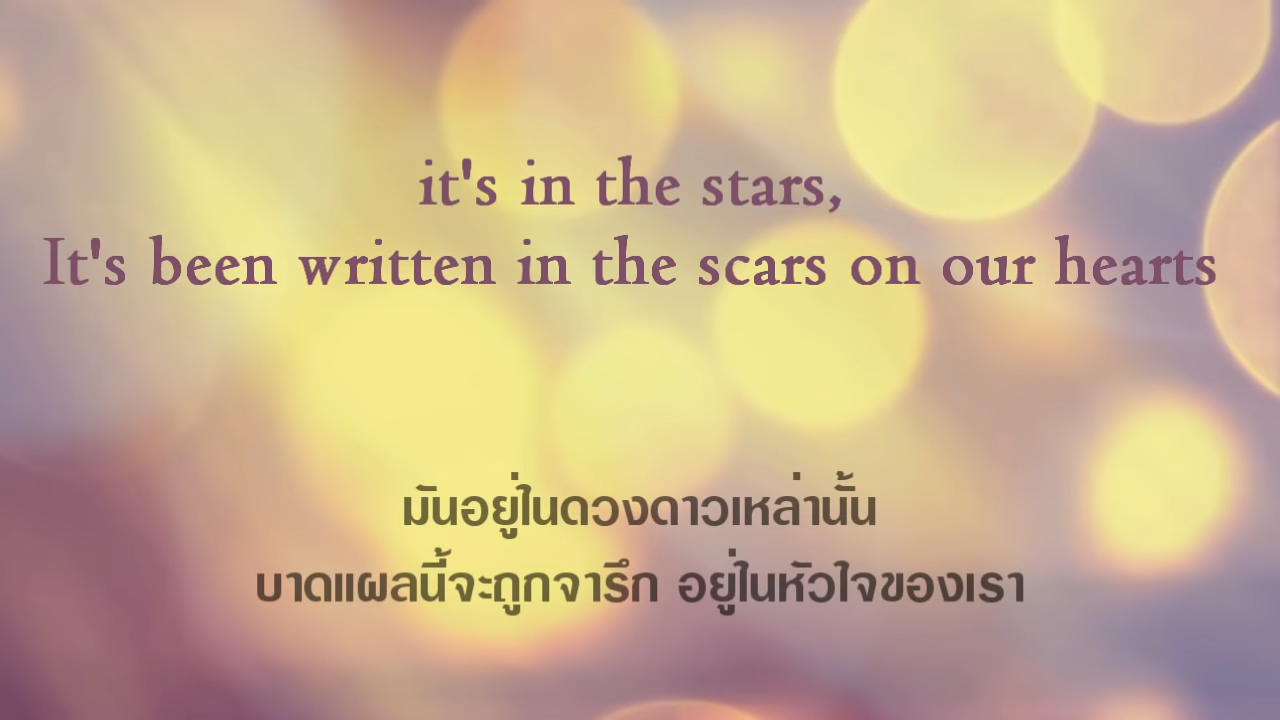 it's in the stars,
It's been written in the scars on our hearts
มันอยู่ในดวงดาวเหล่านั้น
บาดแผลนี้จะถูกจารึก อยู่ในหัวใจของเรา